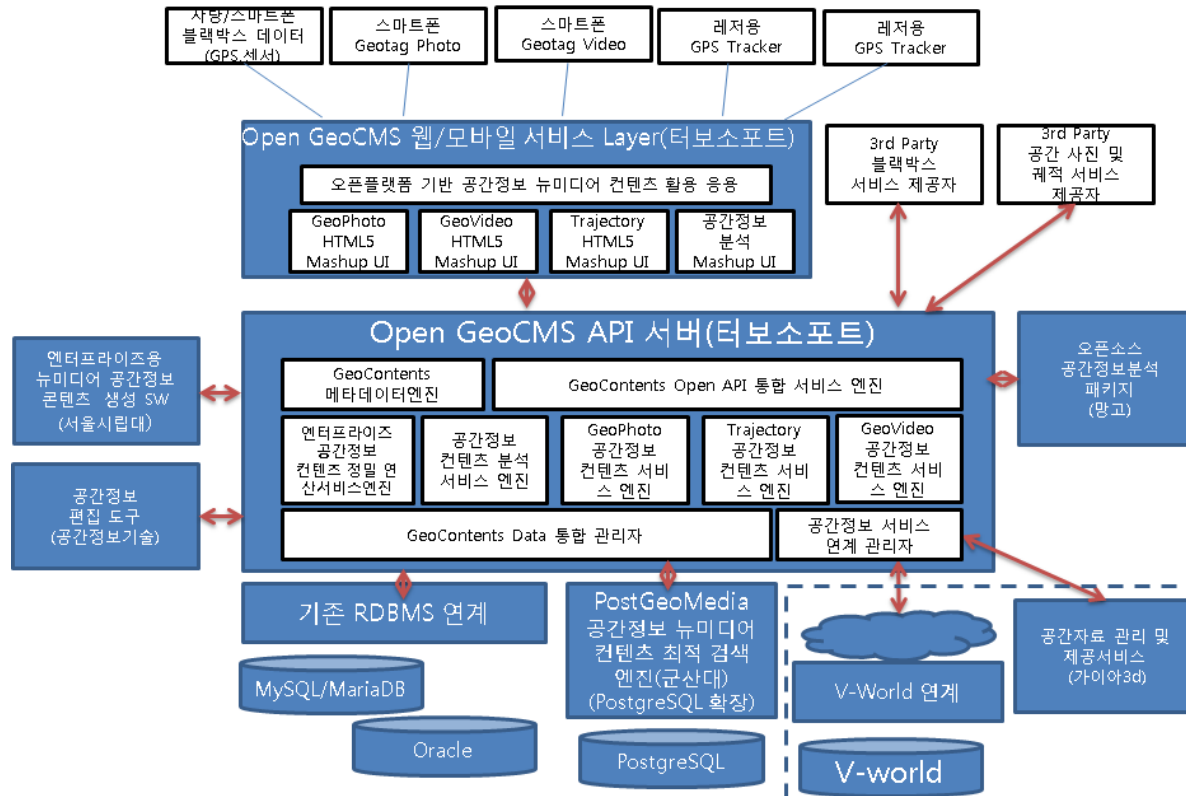 차량/스마트폰
블랙박스 데이터
(GPS,센서)
스마트폰
Geotag Photo
스마트폰
Geotag Video
레저용
GPS Tracker
레저용
GPS Tracker
Open GeoCMS 웹/모바일 서비스 Layer(터보소포트)
오픈플랫폼 기반 공간정보 뉴미디어 컨텐츠 활용 응용
GeoPhoto
HTML5
Mashup UI
GeoVideo
HTML5
Mashup UI
Trajectory
HTML5
Mashup UI
공간정보
분석
Mashup UI
3rd Party
블랙박스
서비스 제공자
3rd Party
공간 사진 및
궤적 서비스
제공자
Open GeoCMS API 서버(터보소포트)
GeoContents
메타데이터엔진
GeoContents Open API 통합 서비스 엔진
엔터프라이즈
공간정보
컨텐츠 정밀 연
산서비스엔진
공간정보
컨텐츠 분석
서비스 엔진
GeoPhoto
공간정보
컨텐츠 서비
스 엔진
Trajectory
공간정보
컨텐츠 서비
스 엔진
GeoVideo
공간정보
컨텐츠 서비
스 엔진
GeoContents Data 통합 관리자
공간정보 서비스
연계 관리자
엔터프라이즈용
뉴미디어 공간정보
콘텐츠 생성 SW
(서울시립대)
공간정보
편집 도구
(공간정보기술)
오픈소스
공간정보분석
패키지
(망고)
기존 RDBMS 연계
MySQL/MariaDB
Oracle
PostGeoMedia
공간정보 뉴미디어
컨텐츠 최적 검색
엔진(군산대)
(PostgreSQL 확장)
PostgreSQL
V-World 연계
V-world
공간자료 관리 및
제공서비스
(가이아3d)